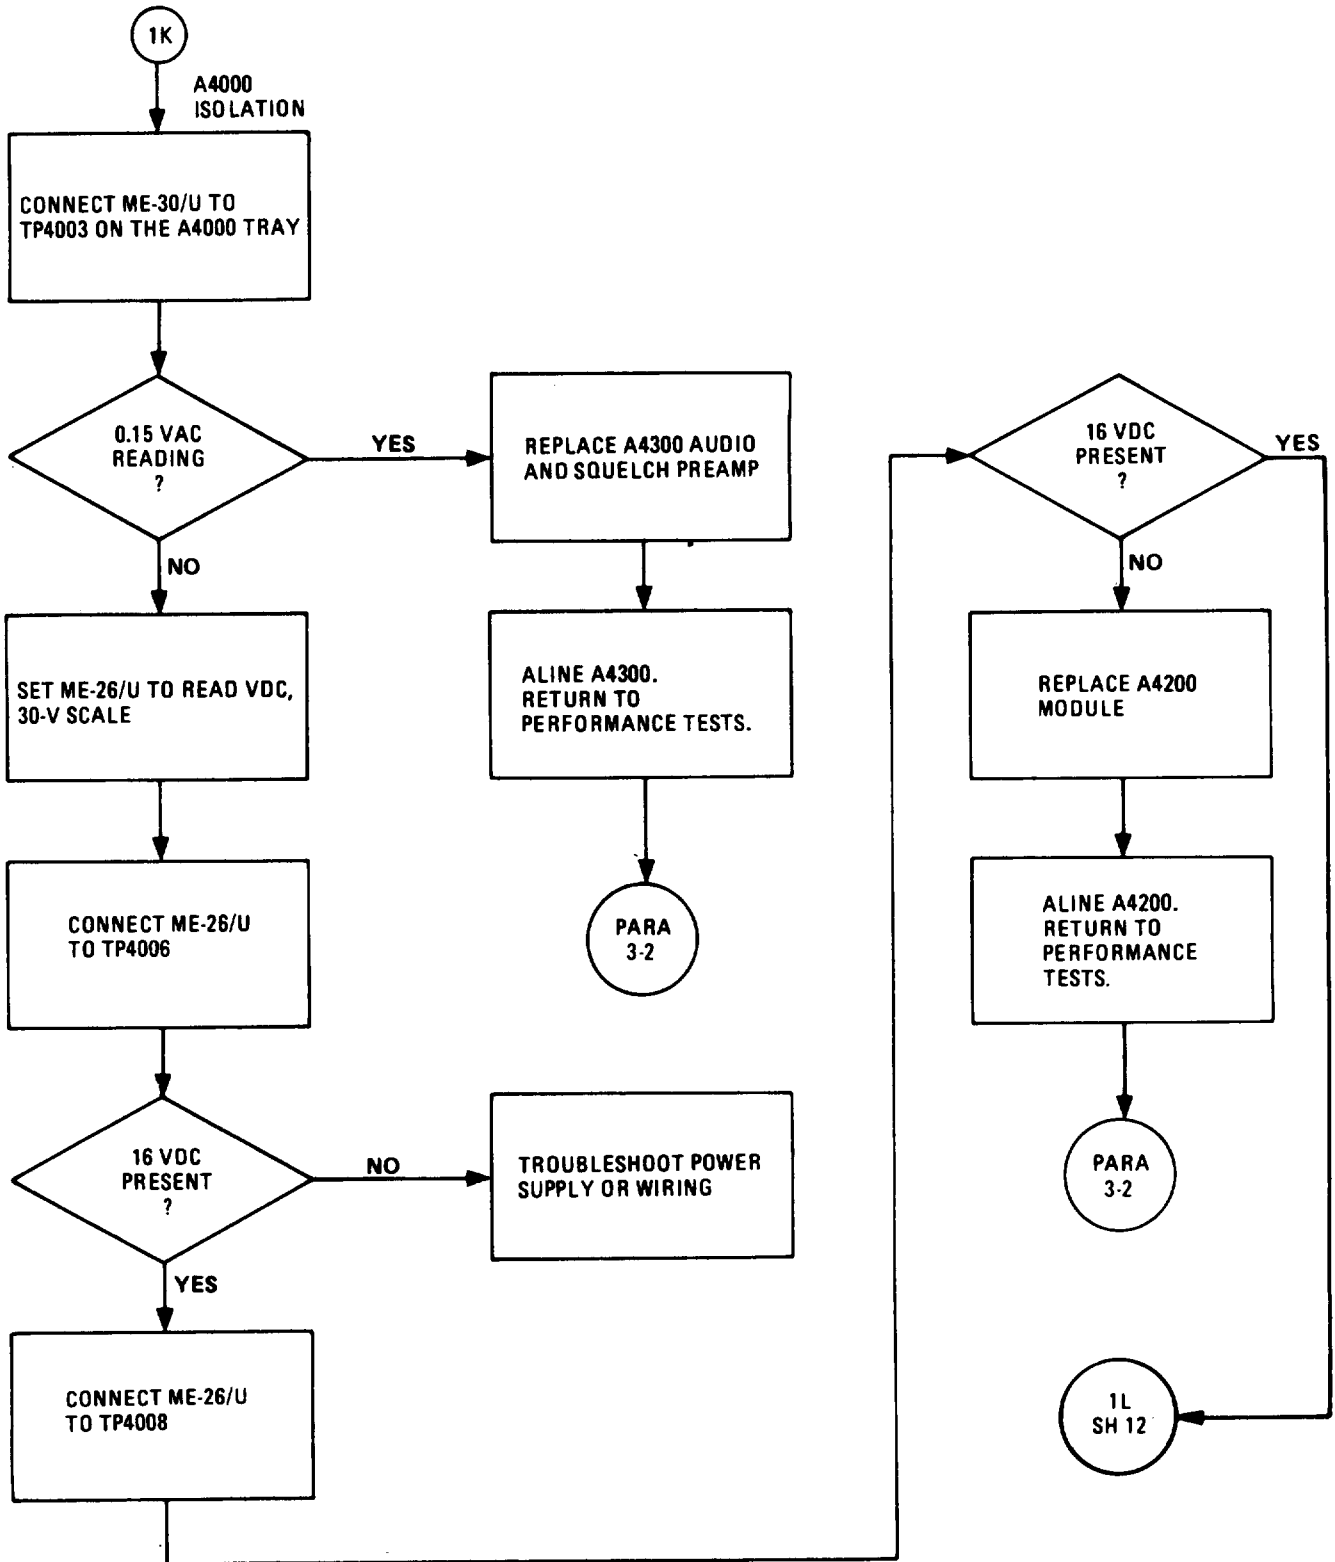 1K
A4000
ISOLATION
CONNECT ME-30/U TO
TP4003 ON THE A4000 TRAY
0.15 VAC
READING
?
YES
NO
REPLACE A4300 AUDIO
AND SQUELCH PREAMP
ALINE A4300.
RETURN TO
PERFORMANCE TESTS.
PARA
3-2
SET ME-26/U TO READ VDC,
30-V SCALE
CONNECT ME-26/U
TO TP4006
16 VDC
PRESENT
?
NO
TROUBLESHOOT POWER
SUPPLY OR WIRING
YES
CONNECT ME-26/U
TO TP4008
16 VDC
PRESENT
?
YES
NO
REPLACE A4200
MODULE
ALINE A4200.
RETURN TO
PERFORMANCE
TESTS.
PARA
3-2
1L
SH 12